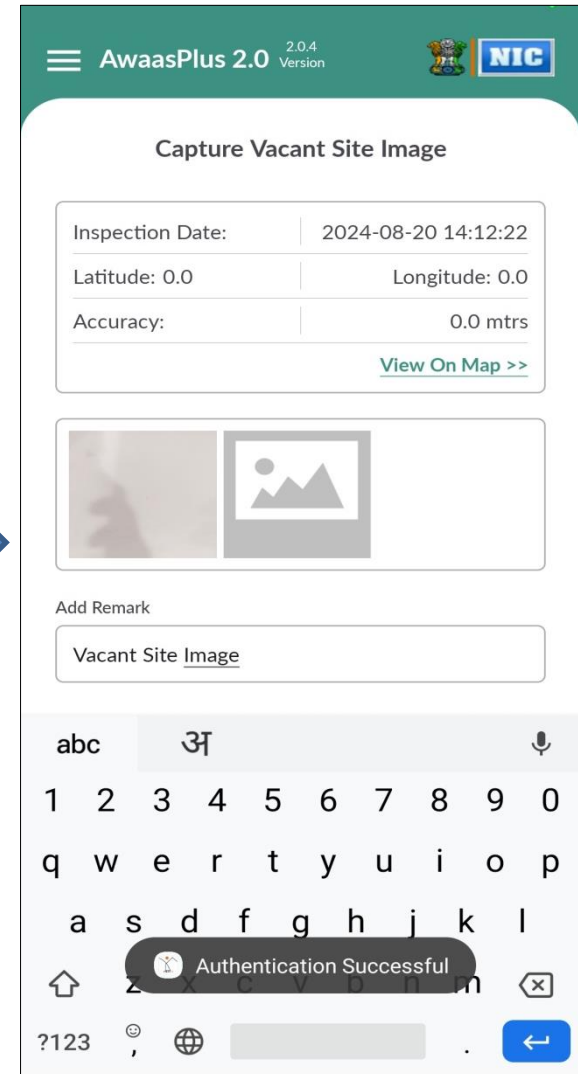 AwaasPlus 2.0 2.0.4 Version NIC
Capture Vacant Site Image
Inspection Date: 2024-08-20 14:12:22
Latitude: 0.0 Longitude: 0.0
Accuracy: 0.0 mtrs
View On Map >>
Add Remark
Vacant Site Image
abc अ
1 2 3 4 5 6 7 8 9 0
q w e r t y u i o p
a s d f g h j k l
z x c v b n m
Authentication Successful
?123 , .